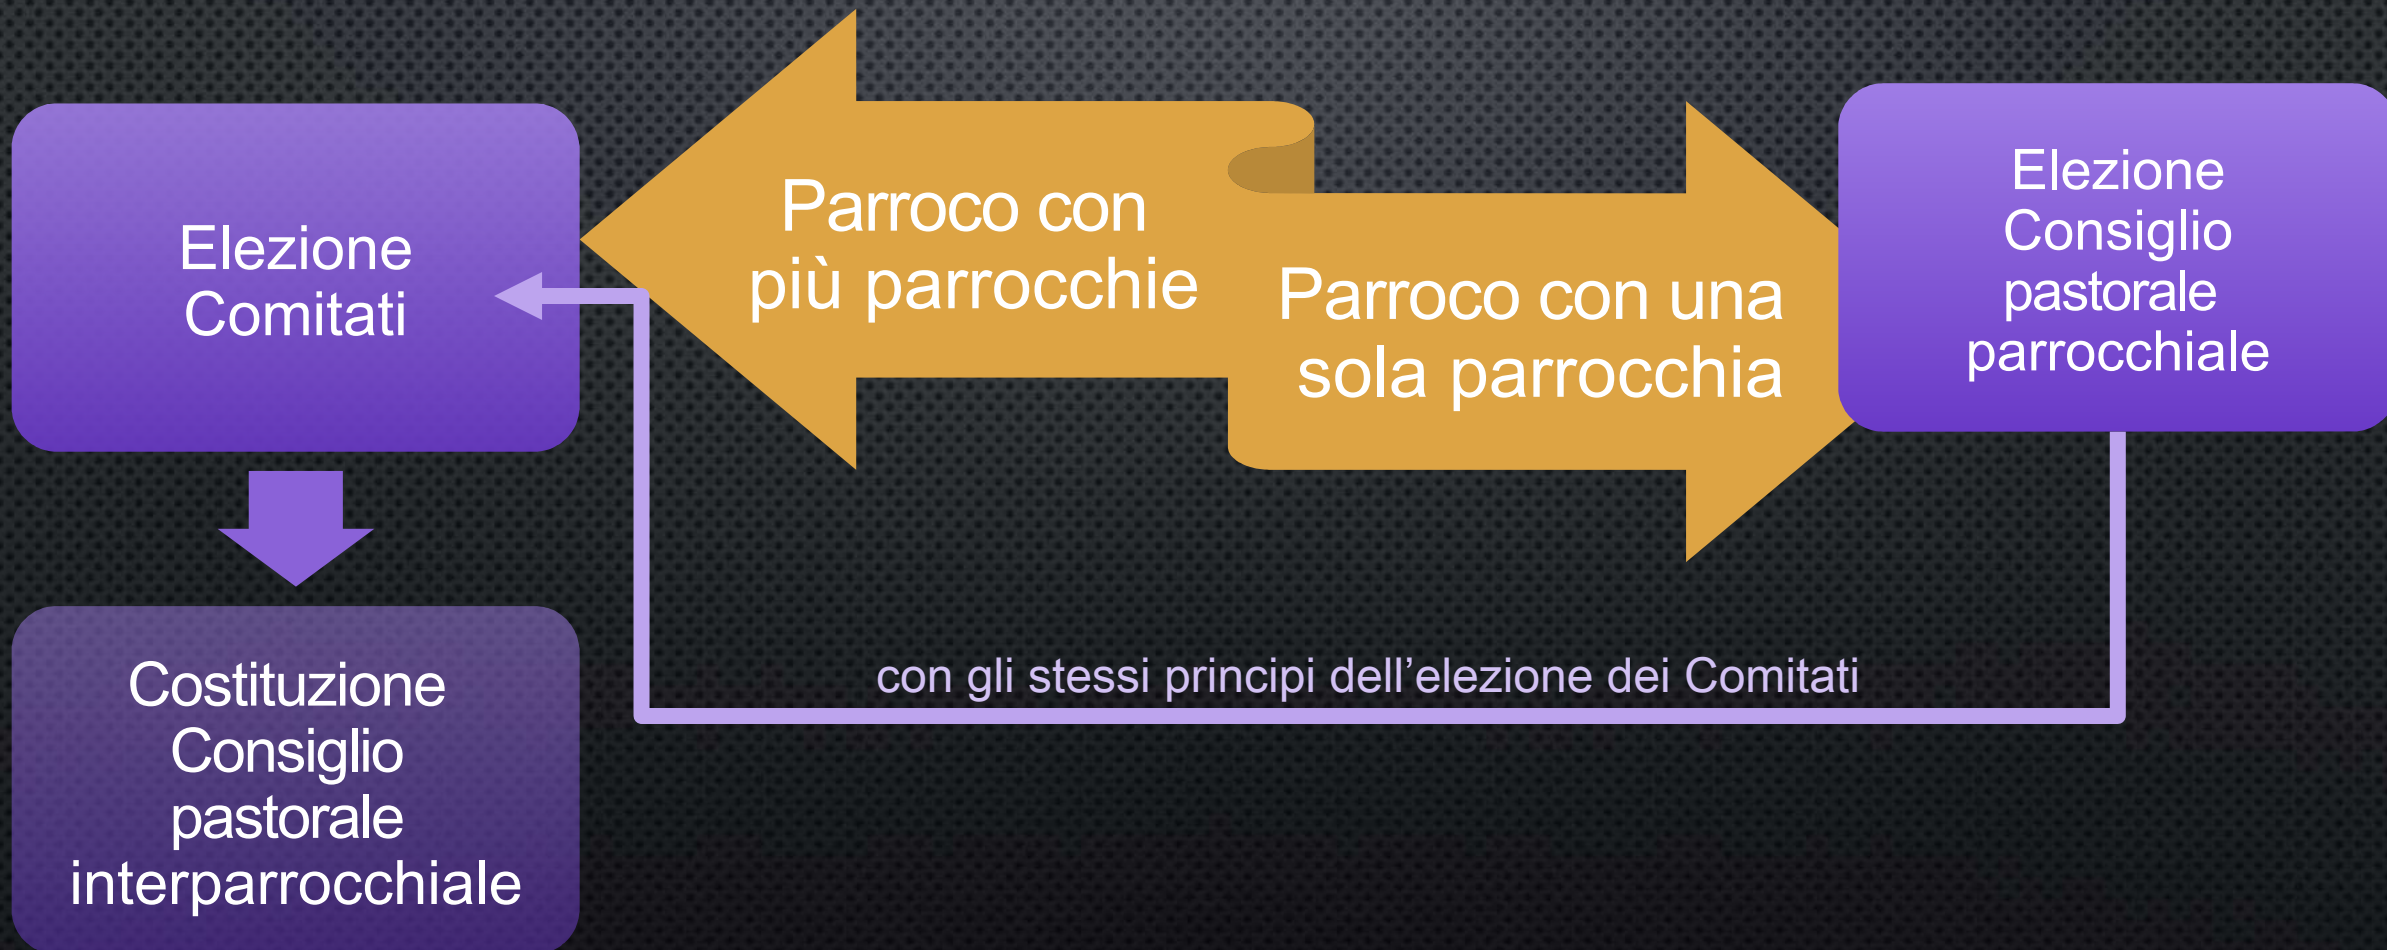 Elezione
Comitati
Parroco con
più parrocchie
Parroco con una
sola parrocchia
Elezione
Consiglio
pastorale
parrocchiale
con gli stessi principi dell’elezione dei Comitati
Costituzione
Consiglio
pastorale
interparrocchiale